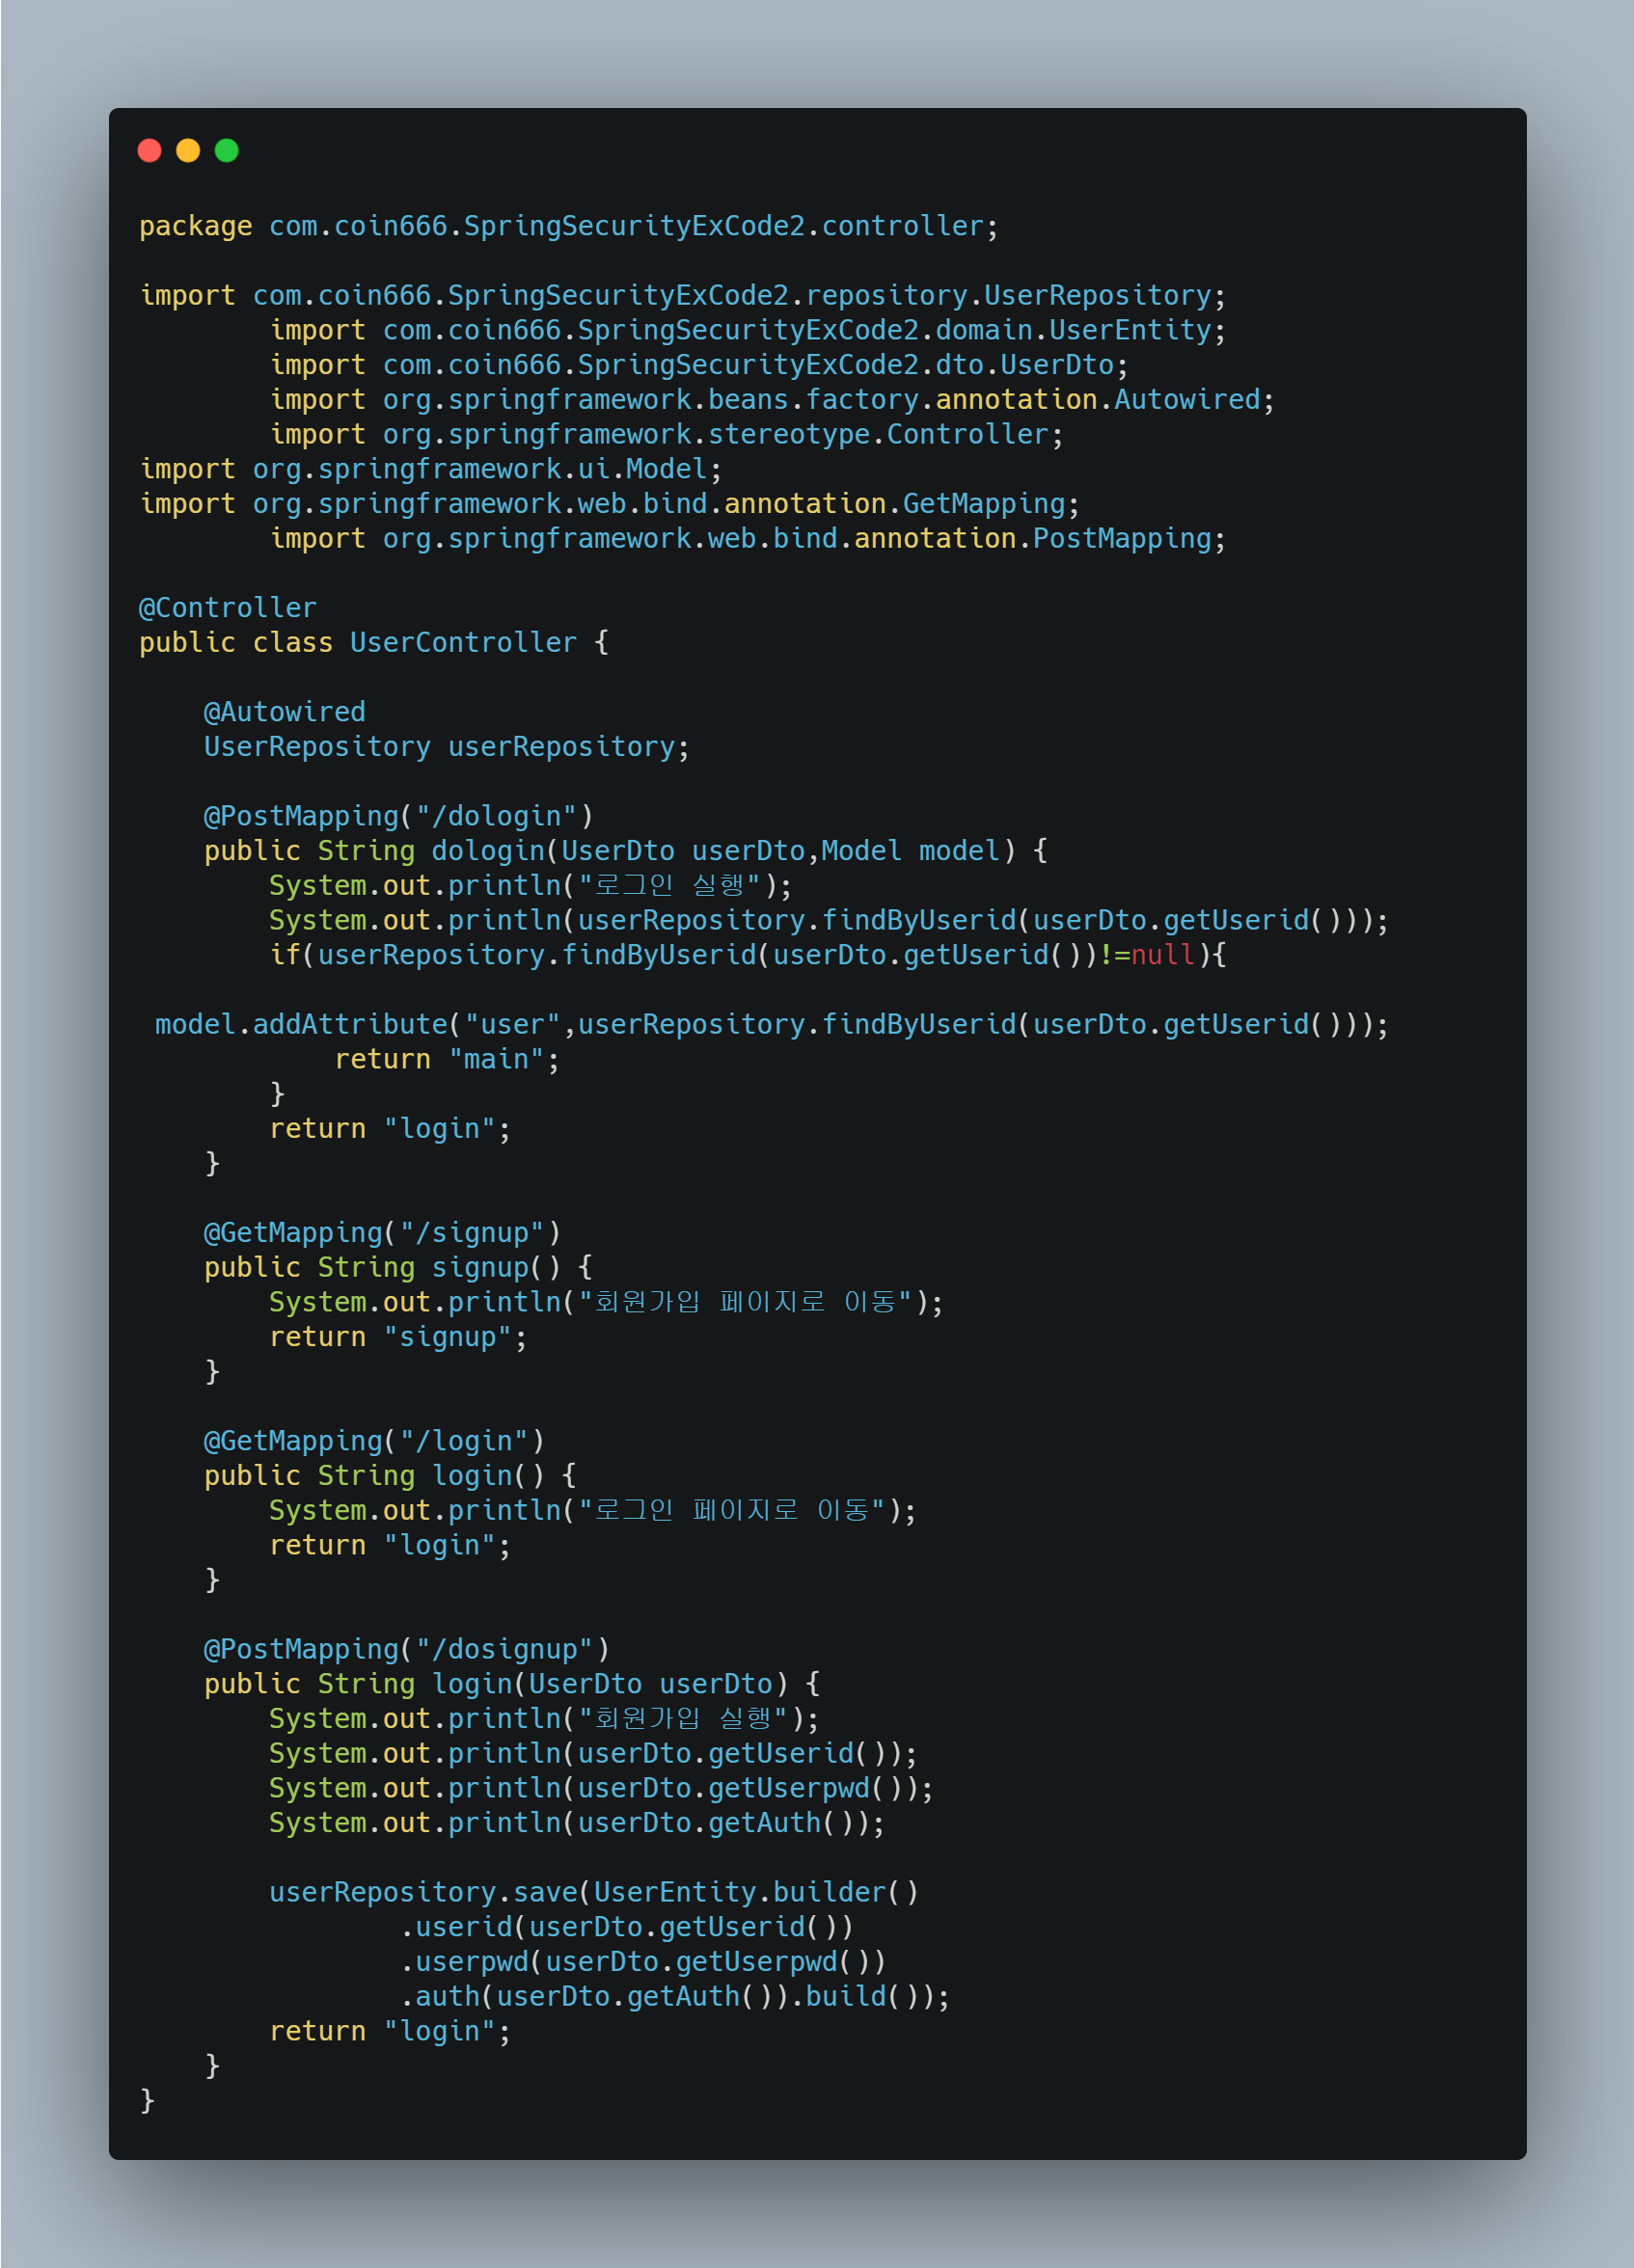 package com.coin666.SpringSecurityExCode2.controller;

import com.coin666.SpringSecurityExCode2.repository.UserRepository;
        import com.coin666.SpringSecurityExCode2.domain.UserEntity;
        import com.coin666.SpringSecurityExCode2.dto.UserDto;
        import org.springframework.beans.factory.annotation.Autowired;
        import org.springframework.stereotype.Controller;
import org.springframework.ui.Model;
import org.springframework.web.bind.annotation.GetMapping;
        import org.springframework.web.bind.annotation.PostMapping;

@Controller
public class UserController {

    @Autowired
    UserRepository userRepository;

    @PostMapping("/dologin")
    public String dologin(UserDto userDto,Model model) {
        System.out.println("로그인 실행");
        System.out.println(userRepository.findByUserid(userDto.getUserid()));
        if(userRepository.findByUserid(userDto.getUserid())!=null){

 model.addAttribute("user",userRepository.findByUserid(userDto.getUserid()));
            return "main";
        }
        return "login";
    }

    @GetMapping("/signup")
    public String signup() {
        System.out.println("회원가입 페이지로 이동");
        return "signup";
    }

    @GetMapping("/login")
    public String login() {
        System.out.println("로그인 페이지로 이동");
        return "login";
    }

    @PostMapping("/dosignup")
    public String login(UserDto userDto) {
        System.out.println("회원가입 실행");
        System.out.println(userDto.getUserid());
        System.out.println(userDto.getUserpwd());
        System.out.println(userDto.getAuth());

        userRepository.save(UserEntity.builder()
                .userid(userDto.getUserid())
                .userpwd(userDto.getUserpwd())
                .auth(userDto.getAuth()).build());
        return "login";
    }
}